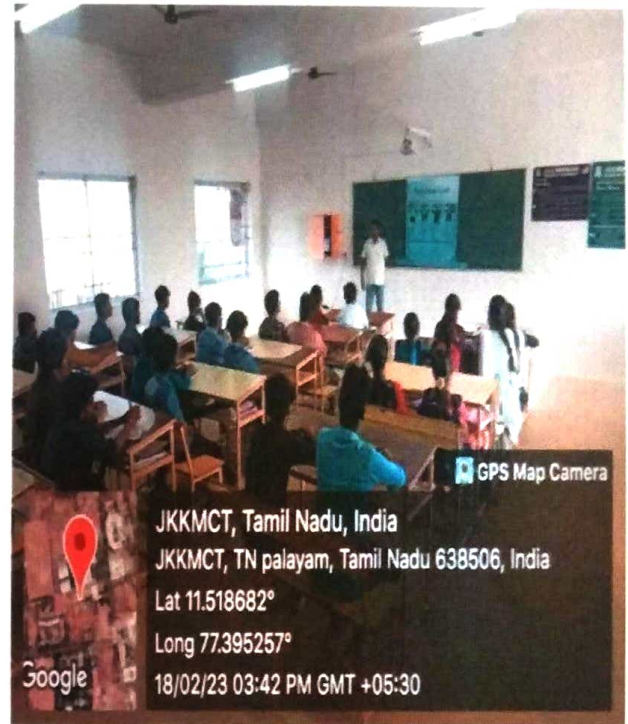 GPS Map Camera
JKKMCT, Tamil Nadu, India
JKKMCT, TN palayam, Tamil Nadu 638506, India
Lat 11.518682°
Long 77.395257°
18/02/23 03:42 PM GMT +05:30
Google